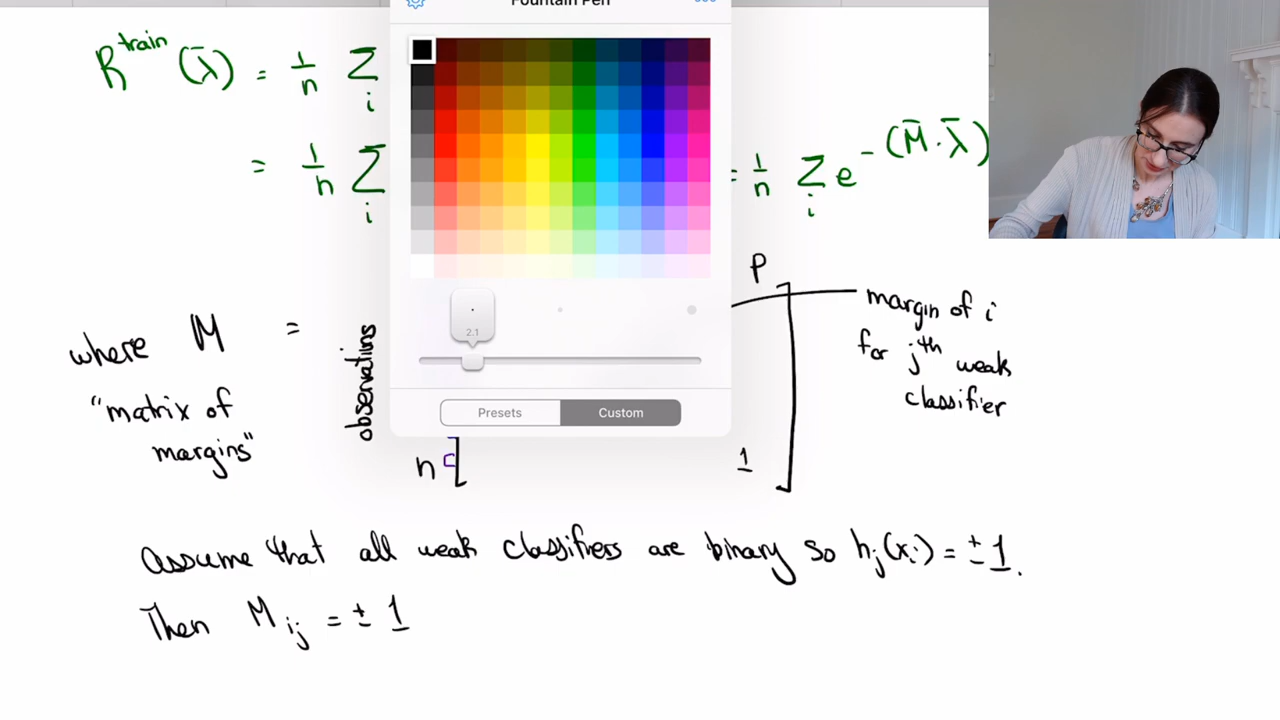 Fountain Pen
R^train (λ̄) = 1/n Σ_i
= 1/n Σ_i
= 1/n Σ_i e^-(M̄·λ̄)
P
where M =
"matrix of
margins"
observations
2.1
Presets Custom
margin of i
for j^th weak
classifier
n
1
Assume that all weak classifiers are binary so h_j(x_i) = ±1.
Then M_ij = ±1